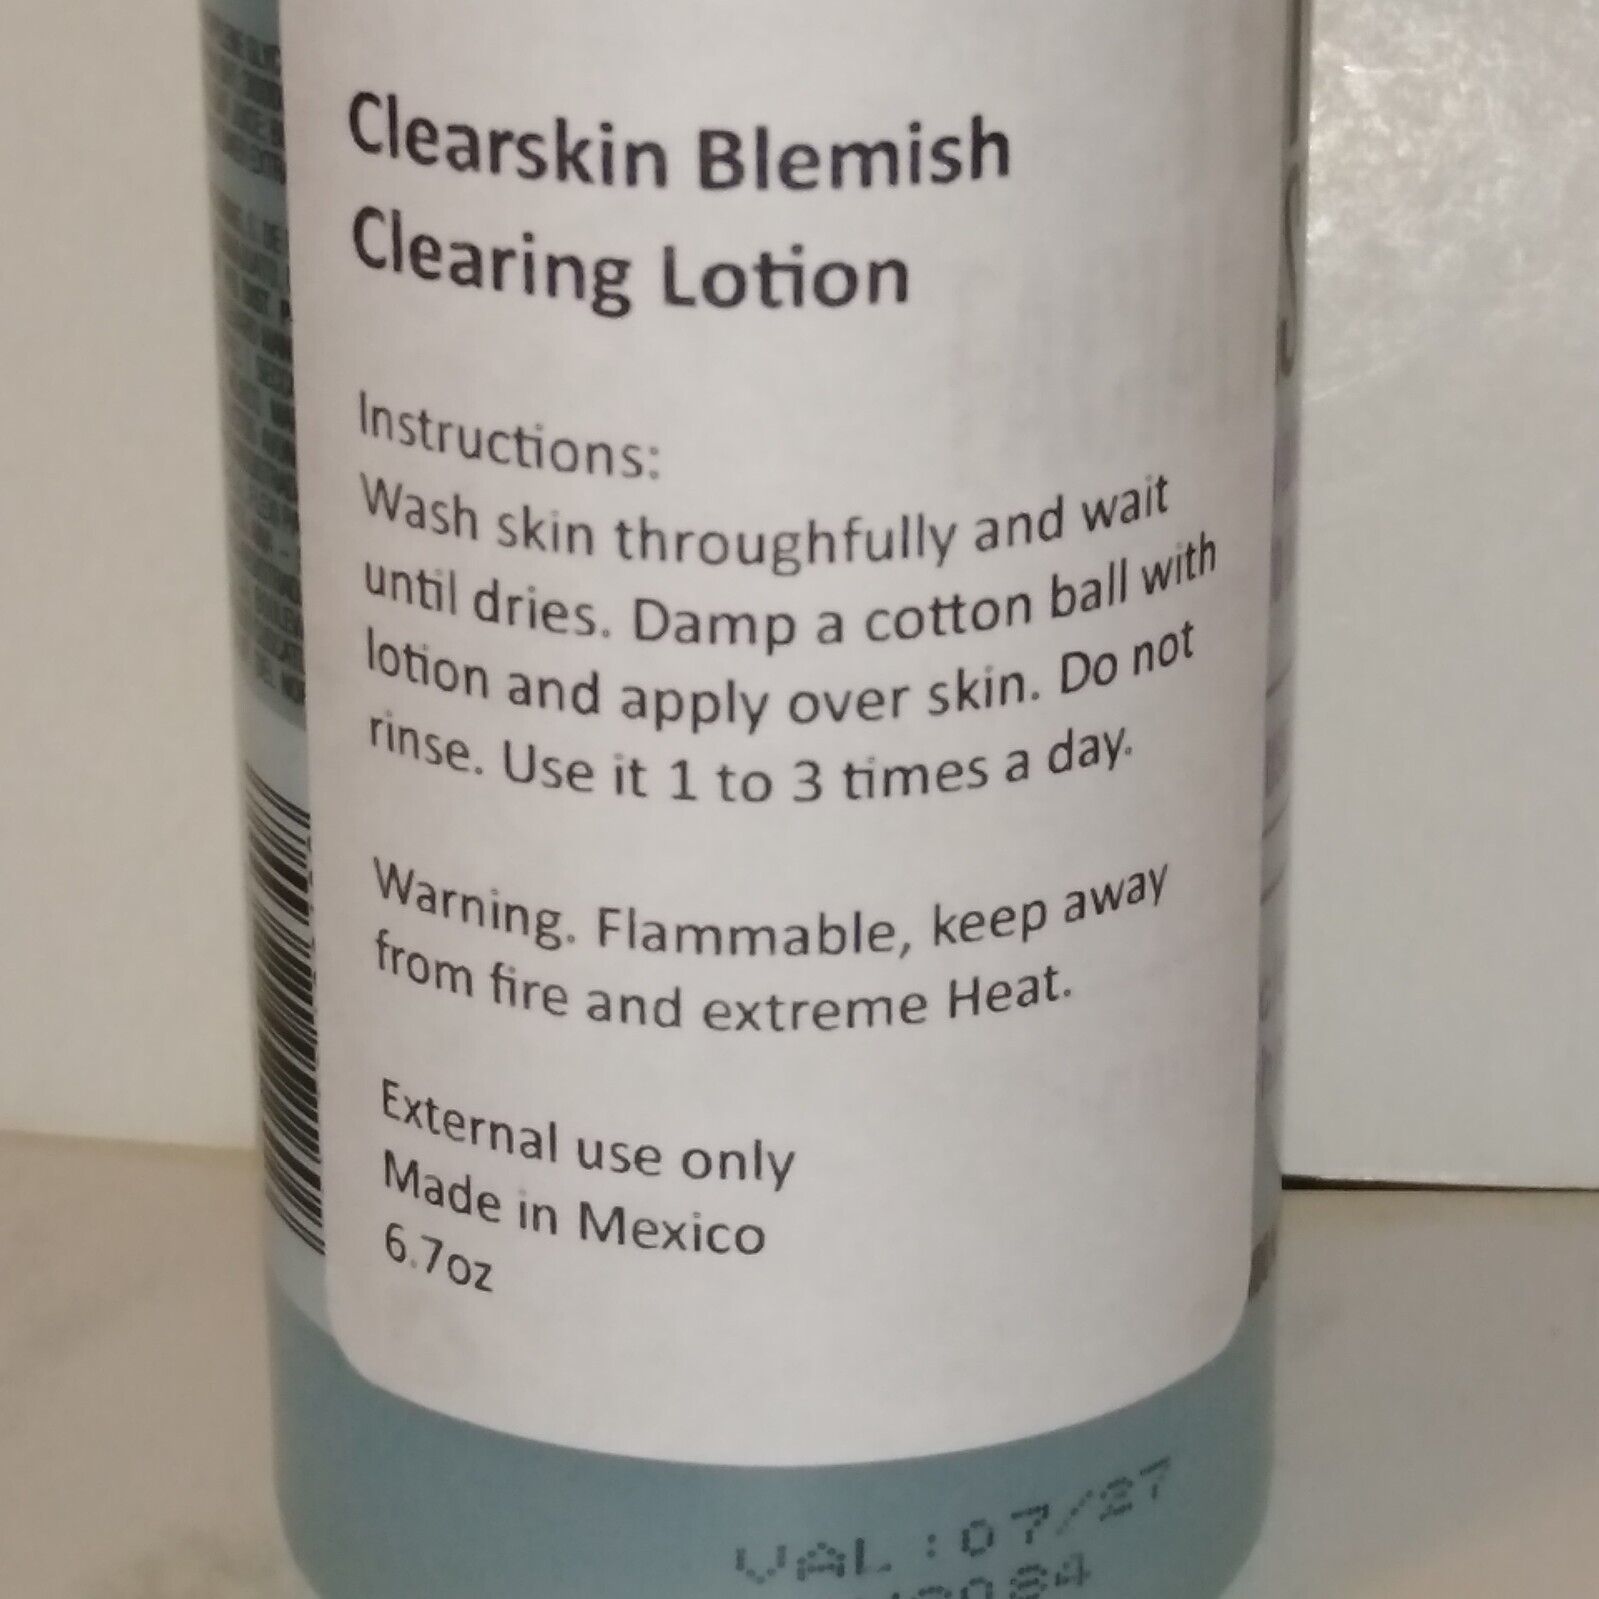 Clearskin Blemish
Clearing Lotion
Instructions:
Wash skin throughfully and wait
until dries. Damp a cotton ball with
lotion and apply over skin. Do not
rinse. Use it 1 to 3 times a day.
Warning. Flammable, keep away
from fire and extreme Heat.
External use only
Made in Mexico
6.7oz
VAL:07/27